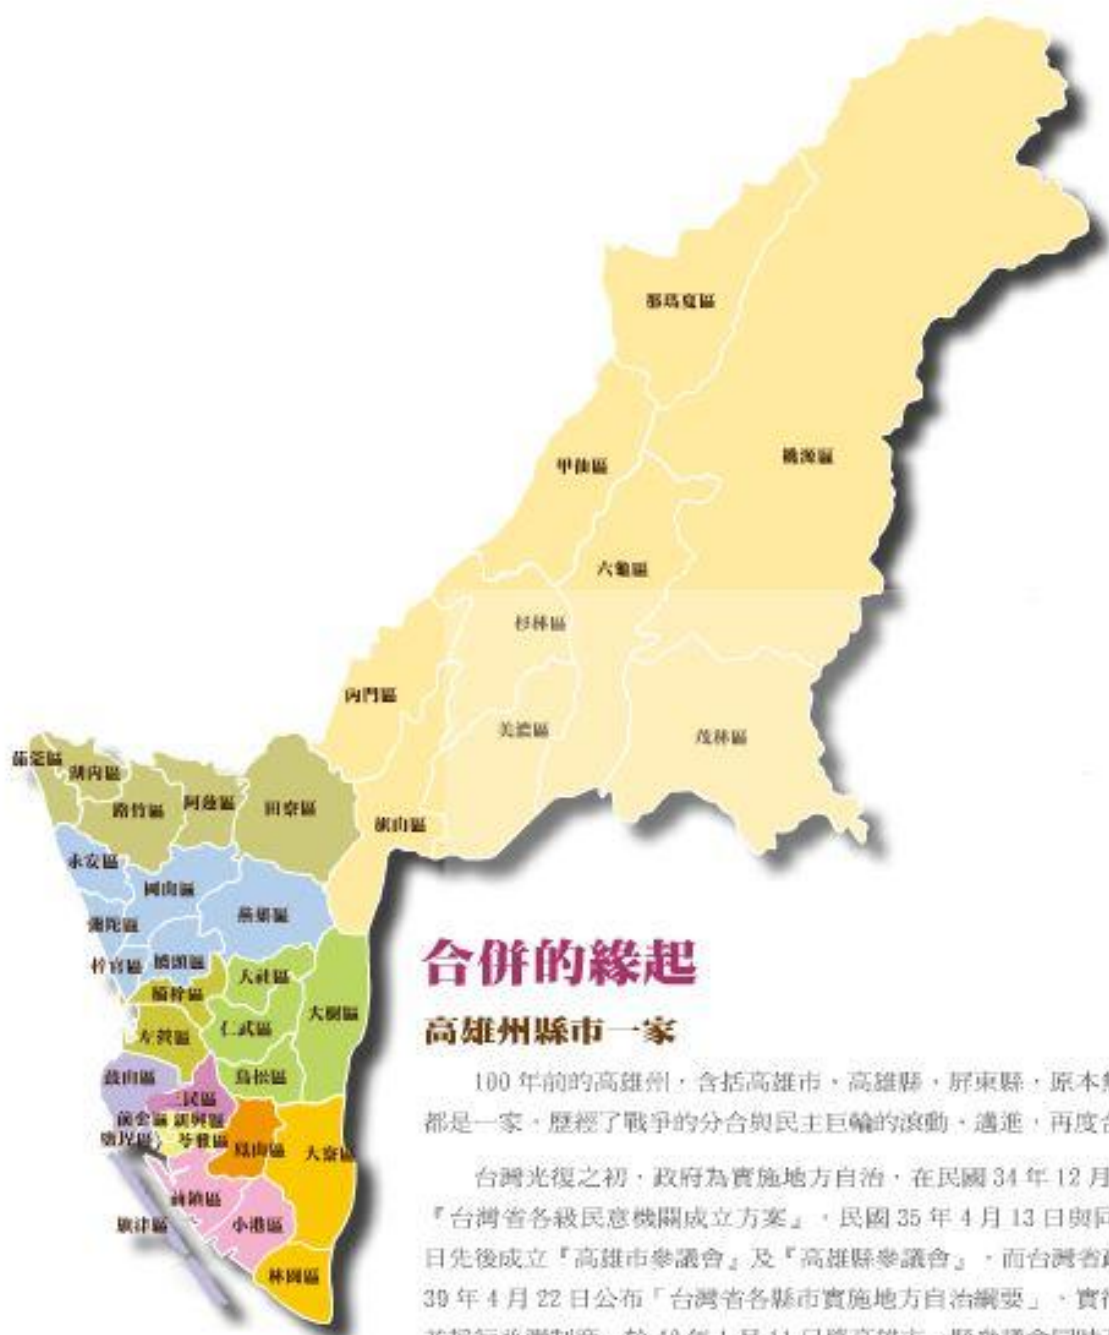 那瑪夏區
甲仙區
桃源區
六龜區
杉林區
內門區
美濃區
茂林區
茄萣區
湖內區
路竹區
阿蓮區
田寮區
旗山區
永安區
岡山區
燕巢區
彌陀區
梓官區
橋頭區
大社區
楠梓區
大樹區
左營區
仁武區
鼓山區
鳥松區
三民區
前金區
新興區
鹽埕區
苓雅區
鳳山區
大寮區
前鎮區
旗津區
小港區
林園區
合併的緣起
高雄州縣市一家
100 年前的高雄州，含括高雄市、高雄縣、屏東縣，原本
都是一家，歷經了戰爭的分合與民主巨輪的滾動、邁進，再度合
台灣光復之初，政府為實施地方自治，在民國 34 年 12 月
『台灣省各級民意機關成立方案』，民國 35 年 4 月 13 日與同
日先後成立『高雄市參議會』及『高雄縣參議會』，而台灣省政
39 年 4 月 22 日公布「台灣省各縣市實施地方自治綱要」，實